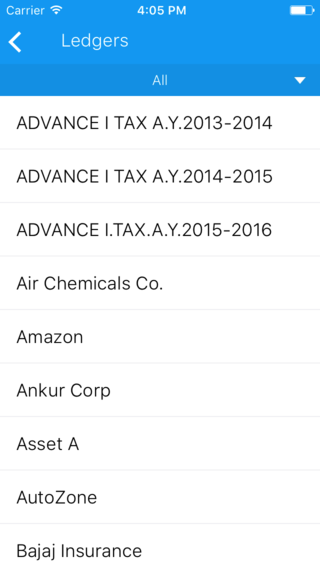 Carrier 4:05 PM
Ledgers
All
ADVANCE I TAX A.Y.2013-2014
ADVANCE I TAX A.Y.2014-2015
ADVANCE I.TAX.A.Y.2015-2016
Air Chemicals Co.
Amazon
Ankur Corp
Asset A
AutoZone
Bajaj Insurance